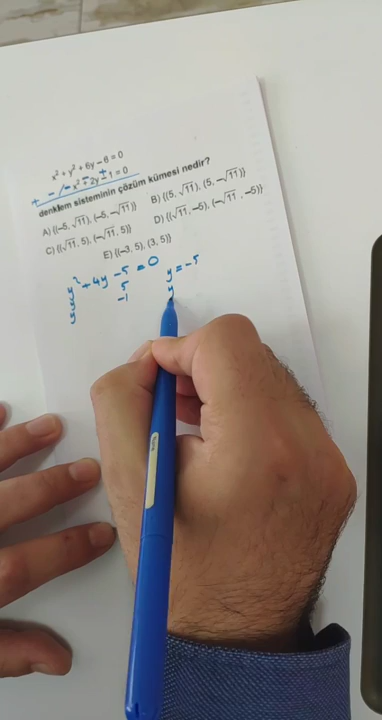 x² + y² + 6y − 6 = 0
x² + 2y − 1 = 0
denklem sisteminin çözüm kümesi nedir?
A) {(−5, √11), (−5, −√11)} B) {(5, √11), (5, −√11)}
C) {(√11, 5), (−√11, 5)} D) {(√11, −5), (−√11, −5)}
E) {(−3, 5), (3, 5)}
y² + 4y − 5 = 0 y = −5
y 5 y
y −1